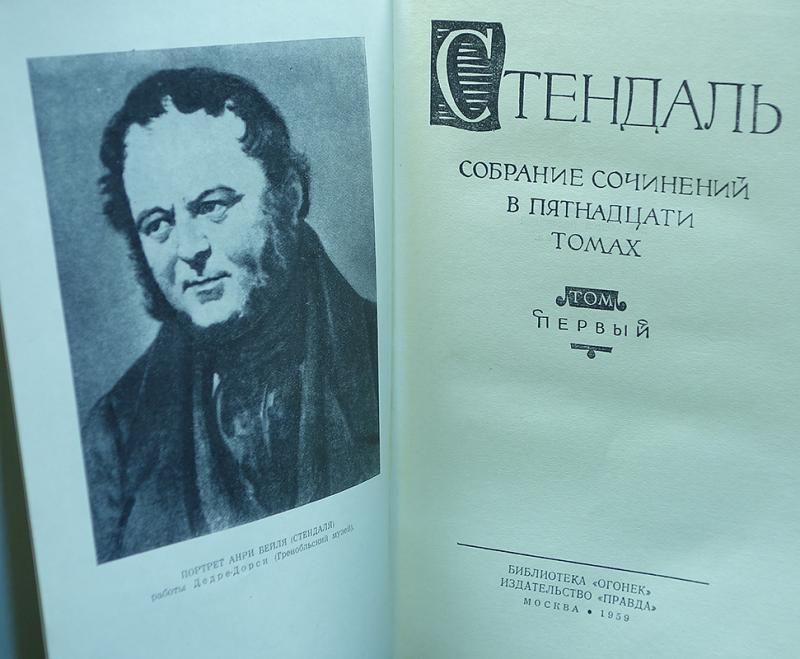 ПОРТРЕТ АНРИ БЕЙЛЯ (СТЕНДАЛЯ)
работы Дедре-Дорси (Гренобльский музей).
СТЕНДАЛЬ
СОБРАНИЕ СОЧИНЕНИЙ
В ПЯТНАДЦАТИ
ТОМАХ
ТОМ
ПЕРВЫЙ
БИБЛИОТЕКА «ОГОНЕК»
ИЗДАТЕЛЬСТВО «ПРАВДА»
МОСКВА • 1959